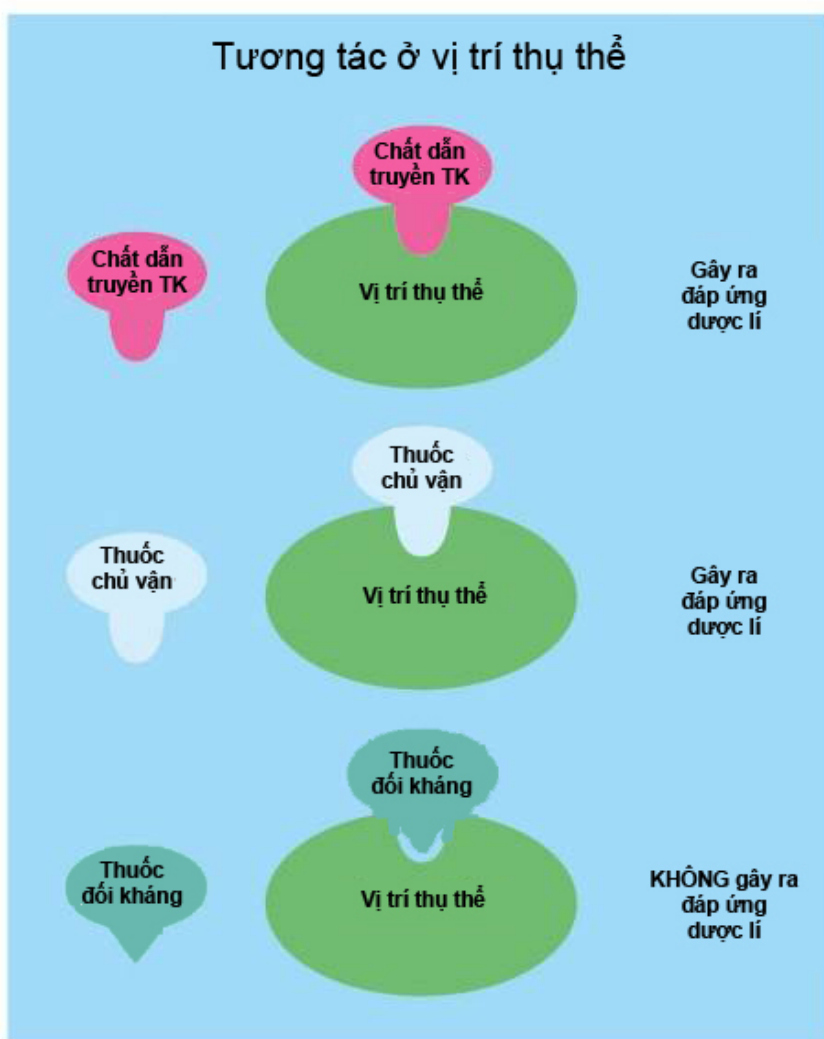 Tương tác ở vị trí thụ thể
Chất dẫn
truyền TK
Chất dẫn
truyền TK
Vị trí thụ thể
Gây ra
đáp ứng
dược lí
Thuốc
chủ vận
Thuốc
chủ vận
Vị trí thụ thể
Gây ra
đáp ứng
dược lí
Thuốc
đối kháng
Thuốc
đối kháng
Vị trí thụ thể
KHÔNG gây ra
đáp ứng
dược lí